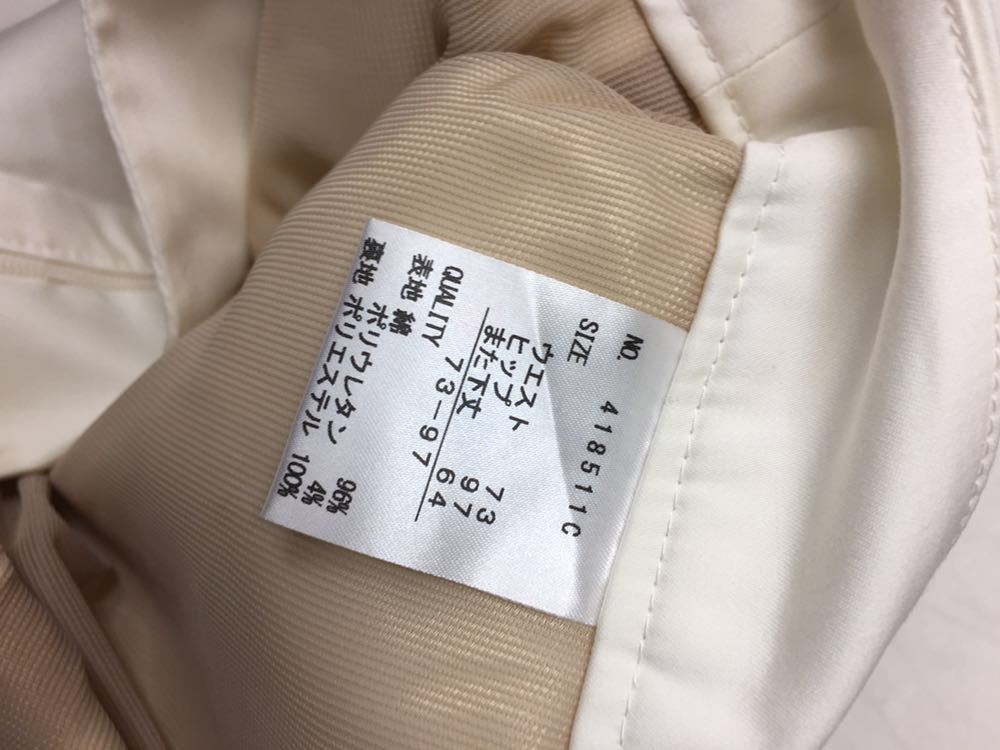 NO. 418511C
SIZE
ウエスト 73
ヒップ 97
また下丈 64
73-97
QUALITY
表地 綿 96%
ポリウレタン 4%
裏地 ポリエステル 100%